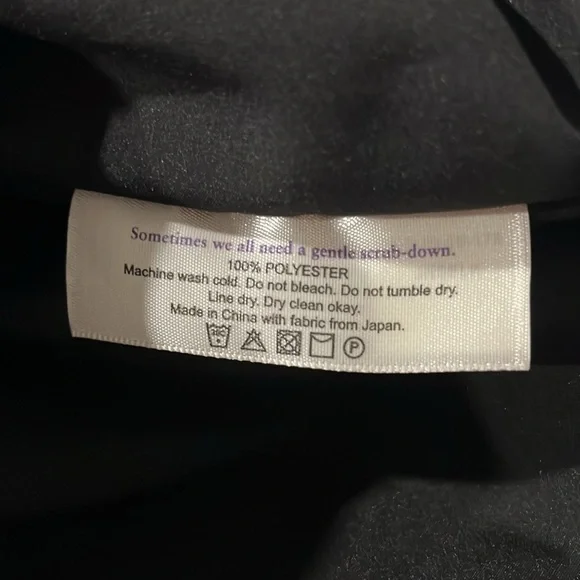 Sometimes we all need a gentle scrub-down.
100% POLYESTER
Machine wash cold. Do not bleach. Do not tumble dry.
Line dry. Dry clean okay.
Made in China with fabric from Japan.
P